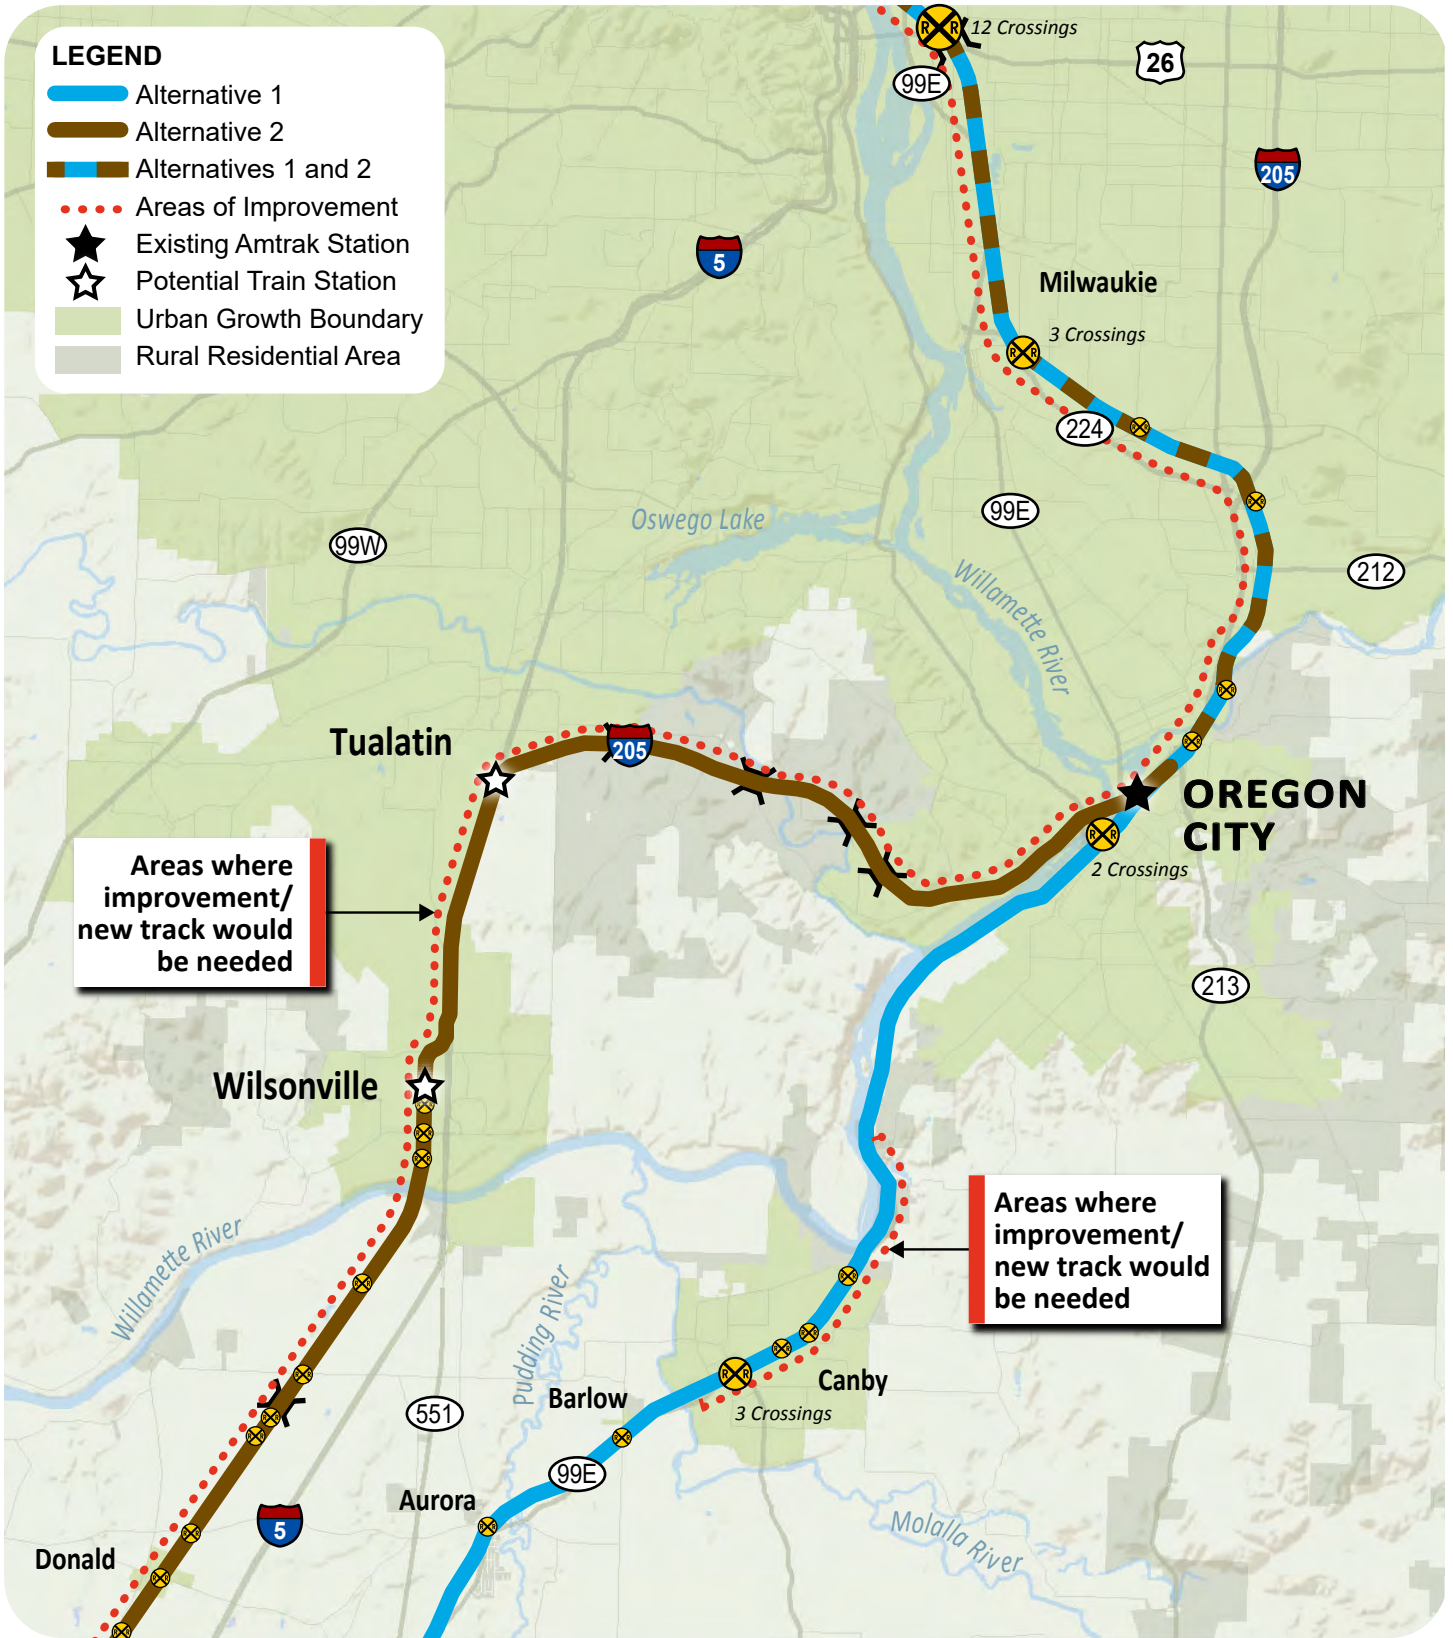 LEGEND
Alternative 1
Alternative 2
Alternatives 1 and 2
Areas of Improvement
Existing Amtrak Station
Potential Train Station
Urban Growth Boundary
Rural Residential Area
12 Crossings
R R
99E
26
205
5
Milwaukie
3 Crossings
R R
224
99W
Oswego Lake
99E
212
Willamette River
Tualatin
205
OREGON
CITY
R R
2 Crossings
Areas where
improvement/
new track would
be needed
213
Wilsonville
Areas where
improvement/
new track would
be needed
Willamette River
Pudding River
Canby
R R
3 Crossings
Barlow
551
99E
Aurora
5
Molalla River
Donald